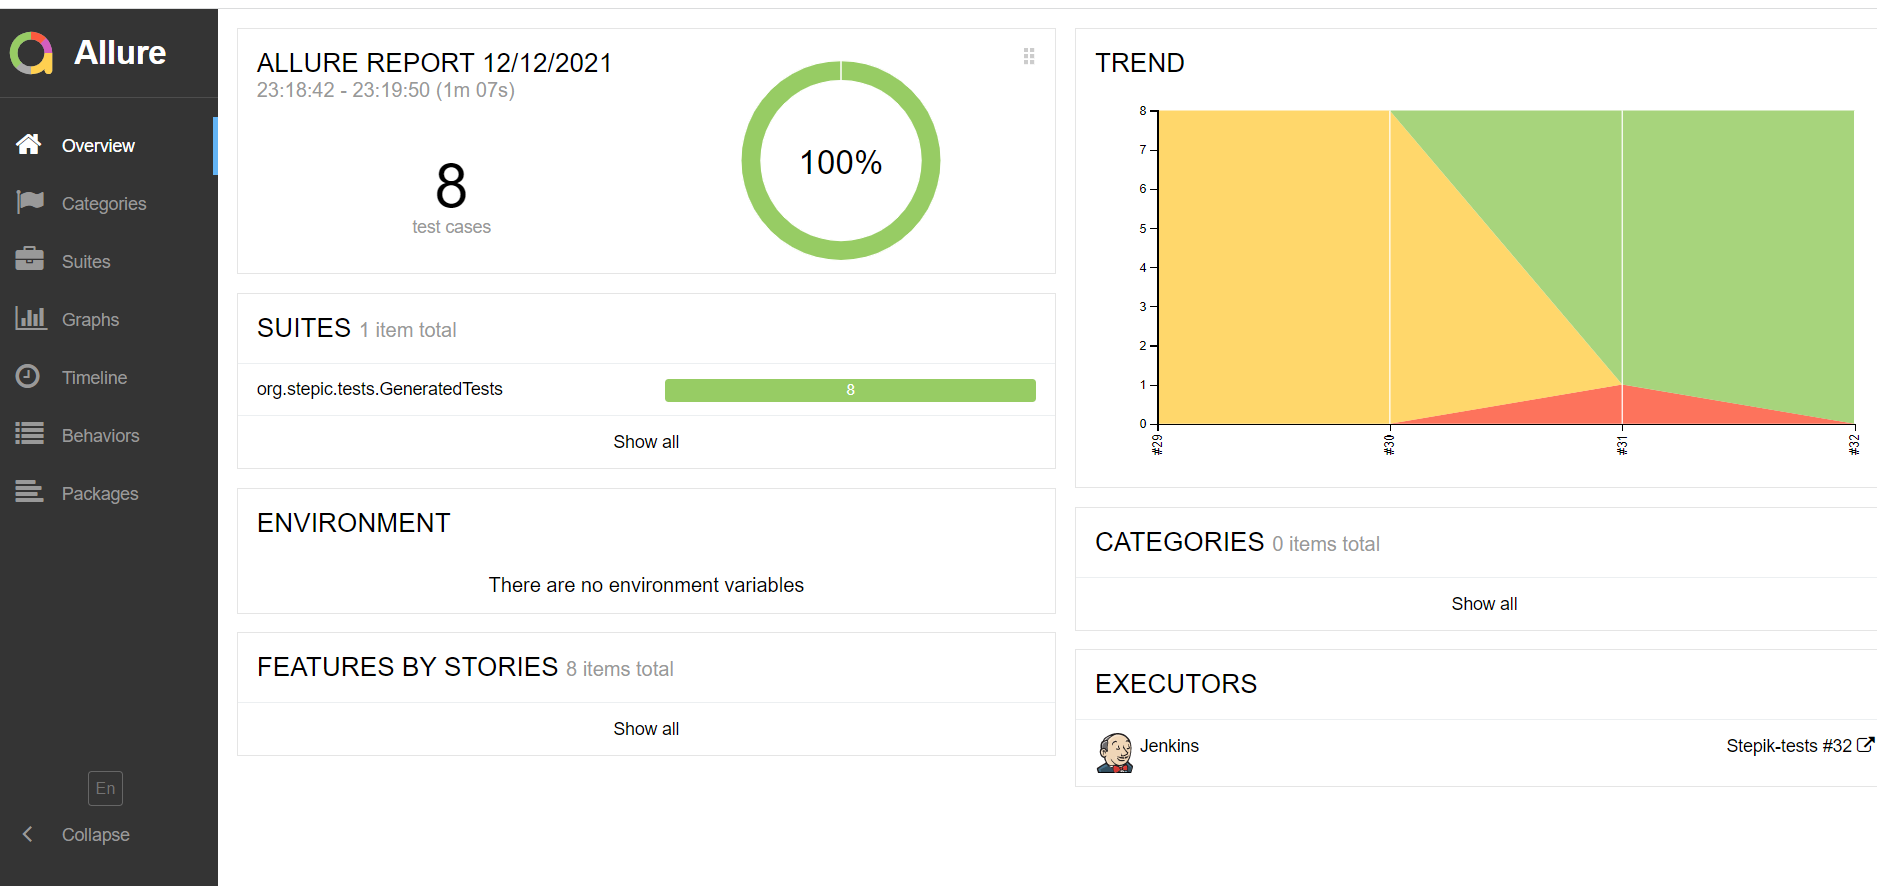 Allure
Overview
Categories
Suites
Graphs
Timeline
Behaviors
Packages
En
Collapse
ALLURE REPORT 12/12/2021
23:18:42 - 23:19:50 (1m 07s)
8
test cases
100%
SUITES 1 item total
org.stepic.tests.GeneratedTests 8
Show all
ENVIRONMENT
There are no environment variables
FEATURES BY STORIES 8 items total
Show all
TREND
8
7
6
5
4
3
2
1
0
#29 #30 #31 #32
CATEGORIES 0 items total
Show all
EXECUTORS
Jenkins Stepik-tests #32